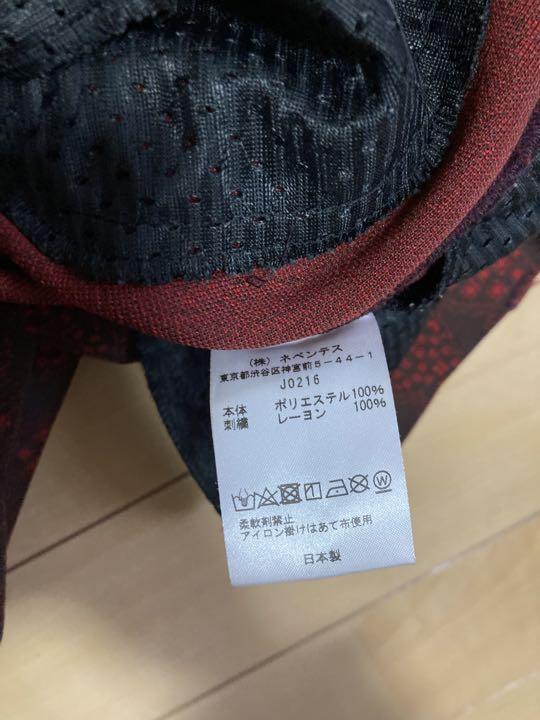 (株) ネペンテス
東京都渋谷区神宮前5-44-1
J0216
本体 ポリエステル100%
刺繍 レーヨン 100%
柔軟剤禁止
アイロン掛けはあて布使用
日本製